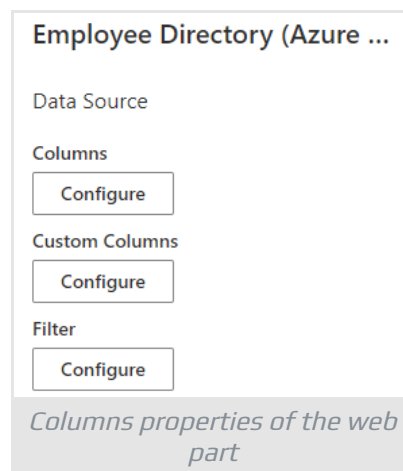 Employee Directory (Azure ...
Data Source
Columns
Configure
Custom Columns
Configure
Filter
Configure
Columns properties of the web
part